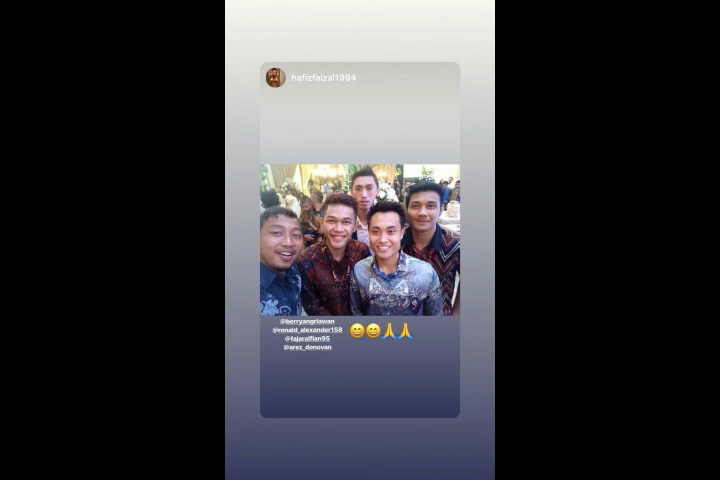 hafizfaizal1994
@berryangriawan
@ronald_alexander158
@fajaralfian95
@arez_donovan
😄😄🙏🙏